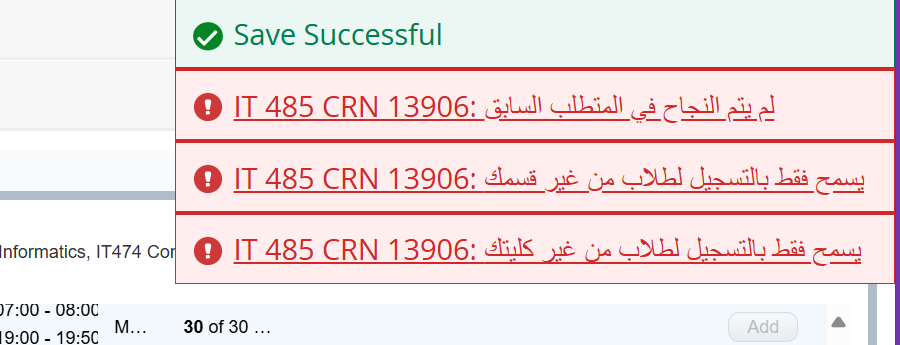 Save Successful
IT 485 CRN 13906: لم يتم النجاح في المتطلب السابق
IT 485 CRN 13906: يسمح فقط بالتسجيل لطلاب من غير قسمك
IT 485 CRN 13906: يسمح فقط بالتسجيل لطلاب من غير كليتك
Informatics, IT474 Cor
07:00 - 08:00
19:00 - 19:50 M... 30 of 30 ... Add